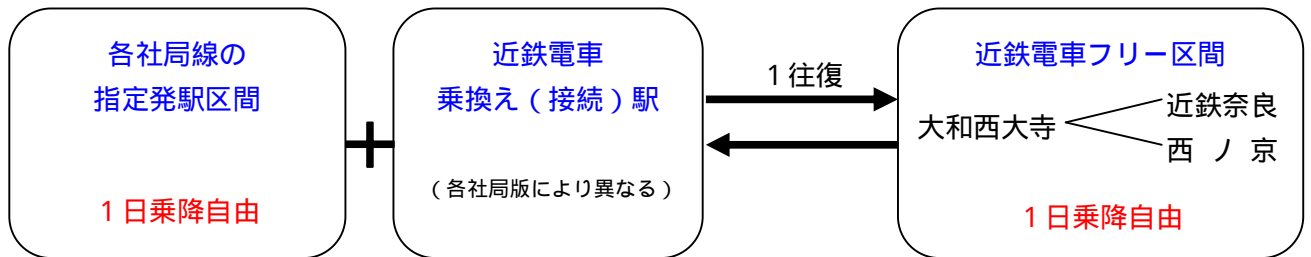 各社局線の
指定発駅区間
1日乗降自由
近鉄電車
乗換え(接続)駅
(各社局版により異なる)
1往復
近鉄電車フリー区間
大和西大寺
近鉄奈良
西ノ京
1日乗降自由